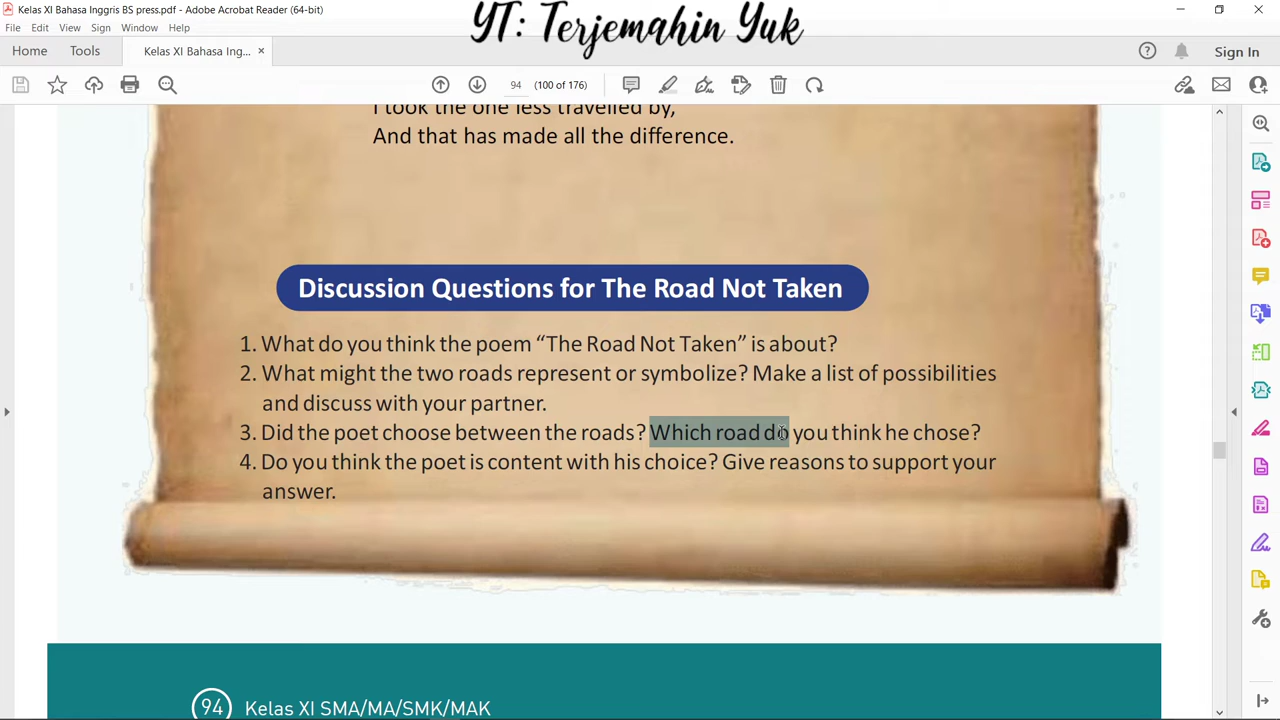 Kelas XI Bahasa Inggris BS press.pdf - Adobe Acrobat Reader (64-bit)
YT: Terjemahin Yuk
File Edit View Sign Window Help
Home Tools Kelas XI Bahasa Ing... × Sign In
94 (100 of 176)
I took the one less travelled by,
And that has made all the difference.
Discussion Questions for The Road Not Taken
1. What do you think the poem “The Road Not Taken” is about?
2. What might the two roads represent or symbolize? Make a list of possibilities
and discuss with your partner.
3. Did the poet choose between the roads? Which road do you think he chose?
4. Do you think the poet is content with his choice? Give reasons to support your
answer.
94 Kelas XI SMA/MA/SMK/MAK